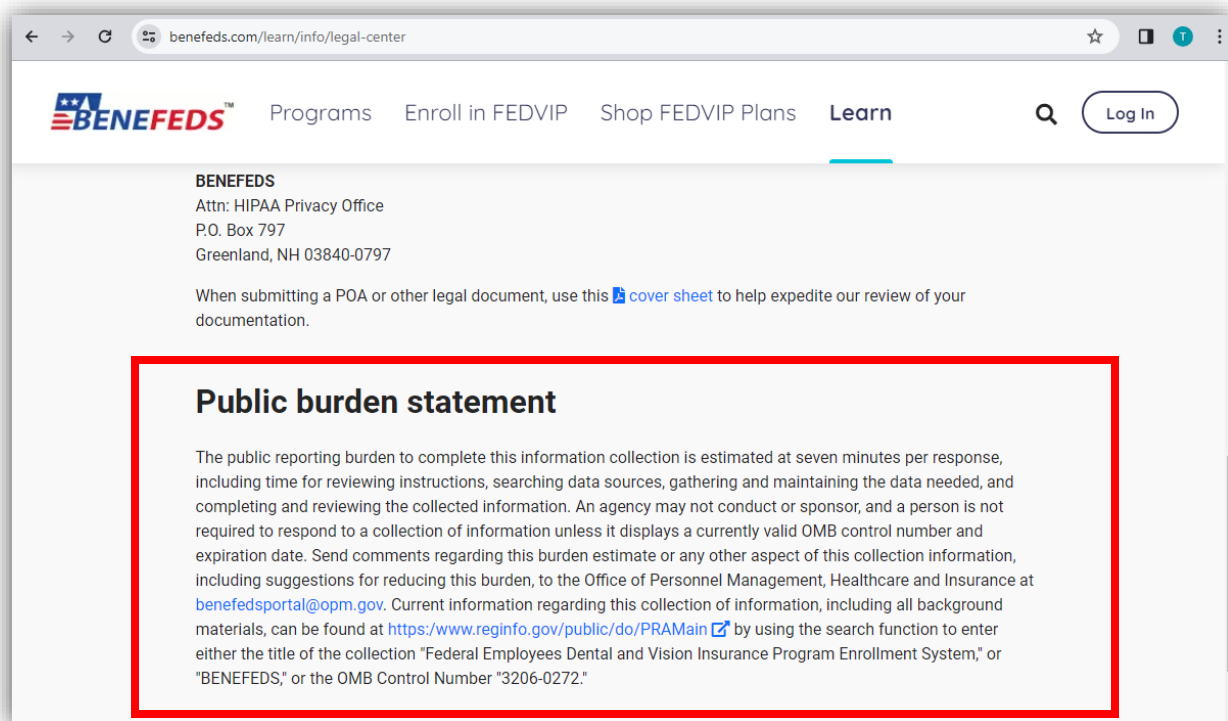 benefeds.com/learn/info/legal-center
T
BENEFEDS™ Programs Enroll in FEDVIP Shop FEDVIP Plans Learn Log In
BENEFEDS
Attn: HIPAA Privacy Office
P.O. Box 797
Greenland, NH 03840-0797
When submitting a POA or other legal document, use this cover sheet to help expedite our review of your
documentation.
Public burden statement
The public reporting burden to complete this information collection is estimated at seven minutes per response,
including time for reviewing instructions, searching data sources, gathering and maintaining the data needed, and
completing and reviewing the collected information. An agency may not conduct or sponsor, and a person is not
required to respond to a collection of information unless it displays a currently valid OMB control number and
expiration date. Send comments regarding this burden estimate or any other aspect of this collection information,
including suggestions for reducing this burden, to the Office of Personnel Management, Healthcare and Insurance at
benefedsportal@opm.gov. Current information regarding this collection of information, including all background
materials, can be found at https:/www.reginfo.gov/public/do/PRAMain by using the search function to enter
either the title of the collection "Federal Employees Dental and Vision Insurance Program Enrollment System," or
"BENEFEDS," or the OMB Control Number "3206-0272."